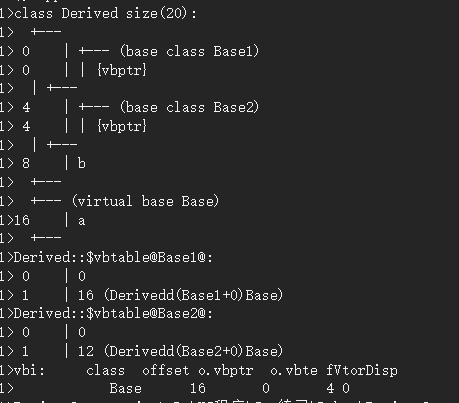 1>class Derived size(20):
1>  +---
1> 0     | +--- (base class Base1)
1> 0     | | {vbptr}
1>  | +---
1> 4     | +--- (base class Base2)
1> 4     | | {vbptr}
1>  | +---
1> 8     | b
1>  +---
1>  +--- (virtual base Base)
1>16     | a
1>  +---
1>Derived::$vbtable@Base1@:
1> 0     | 0
1> 1     | 16 (Derivedd(Base1+0)Base)
1>Derived::$vbtable@Base2@:
1> 0     | 0
1> 1     | 12 (Derivedd(Base2+0)Base)
1>vbi:     class  offset o.vbptr  o.vbte fVtorDisp
1>            Base      16       0       4 0